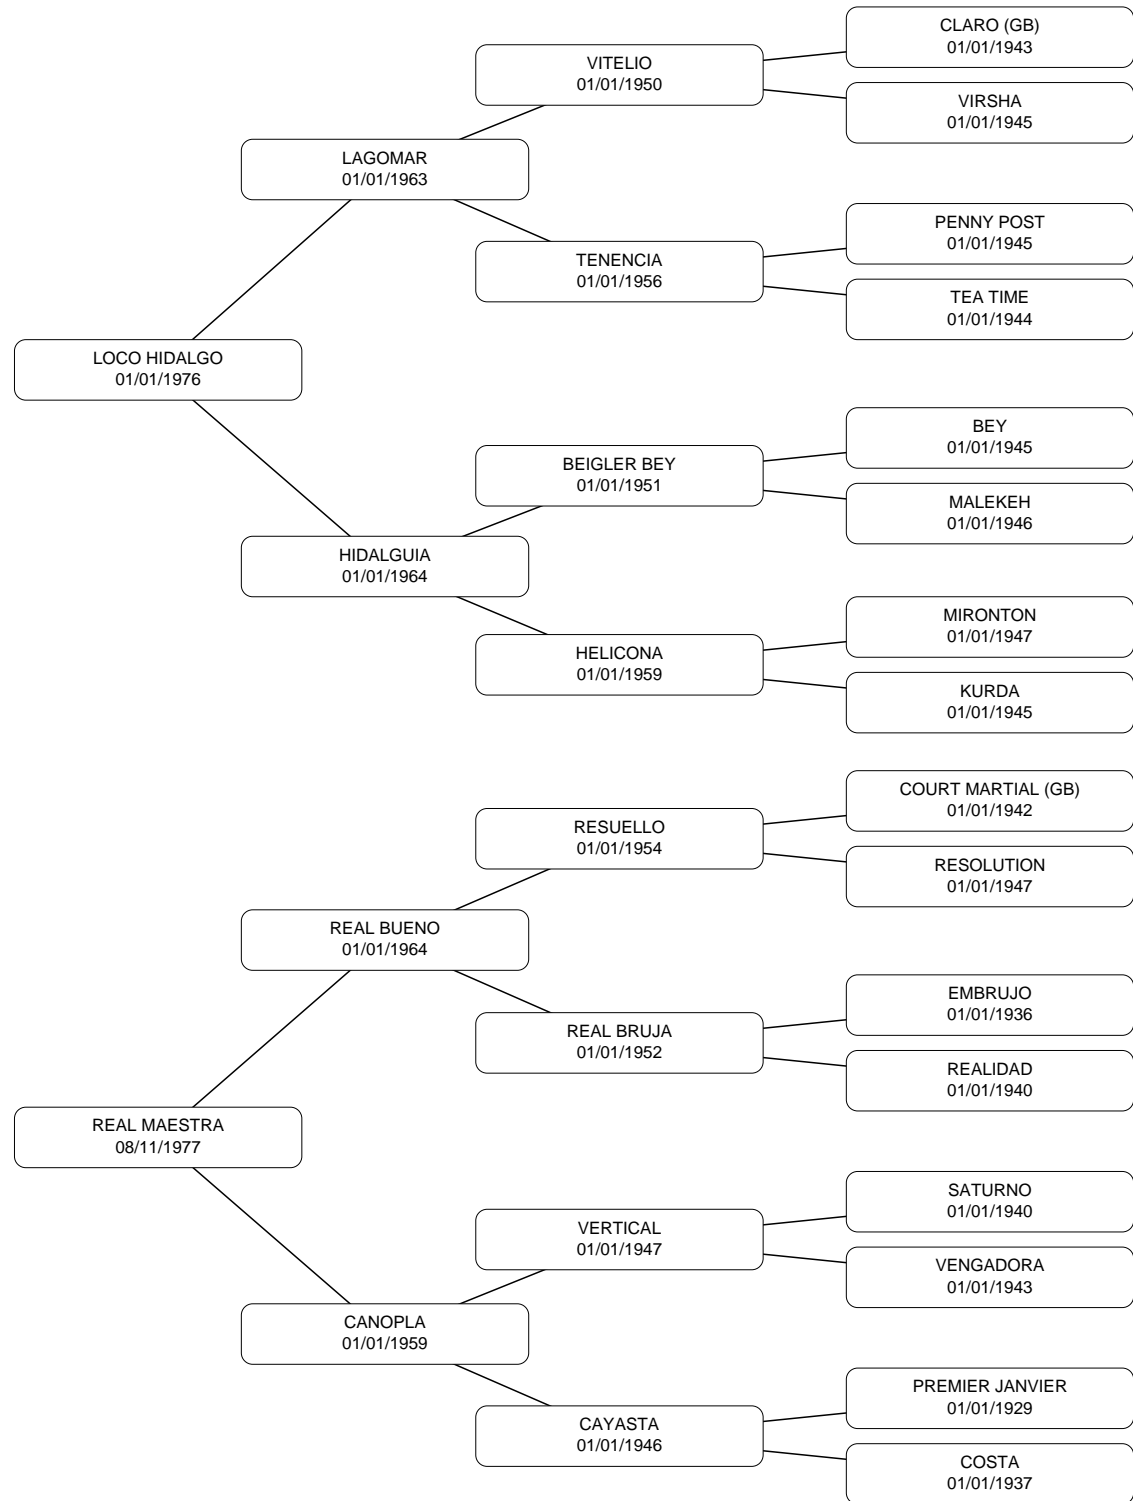 CLARO (GB)
01/01/1943
VITELIO
01/01/1950
VIRSHA
01/01/1945
LAGOMAR
01/01/1963
PENNY POST
01/01/1945
TENENCIA
01/01/1956
TEA TIME
01/01/1944
LOCO HIDALGO
01/01/1976
BEY
01/01/1945
BEIGLER BEY
01/01/1951
MALEKEH
01/01/1946
HIDALGUIA
01/01/1964
MIRONTON
01/01/1947
HELICONA
01/01/1959
KURDA
01/01/1945
COURT MARTIAL (GB)
01/01/1942
RESUELLO
01/01/1954
RESOLUTION
01/01/1947
REAL BUENO
01/01/1964
EMBRUJO
01/01/1936
REAL BRUJA
01/01/1952
REALIDAD
01/01/1940
REAL MAESTRA
08/11/1977
SATURNO
01/01/1940
VERTICAL
01/01/1947
VENGADORA
01/01/1943
CANOPLA
01/01/1959
PREMIER JANVIER
01/01/1929
CAYASTA
01/01/1946
COSTA
01/01/1937